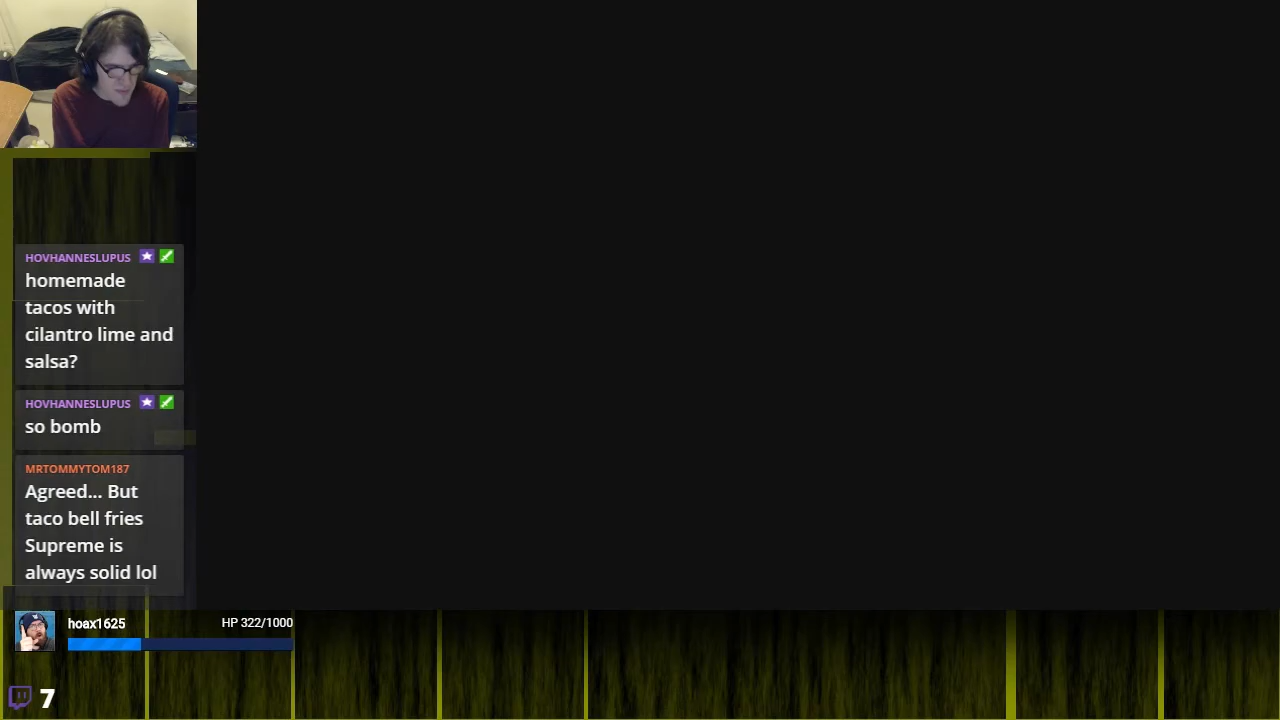 HOVHANNESLUPUS
homemade
tacos with
cilantro lime and
salsa?
HOVHANNESLUPUS
so bomb
MRTOMMYTOM187
Agreed... But
taco bell fries
Supreme is
always solid lol
hoax1625 HP 322/1000
7